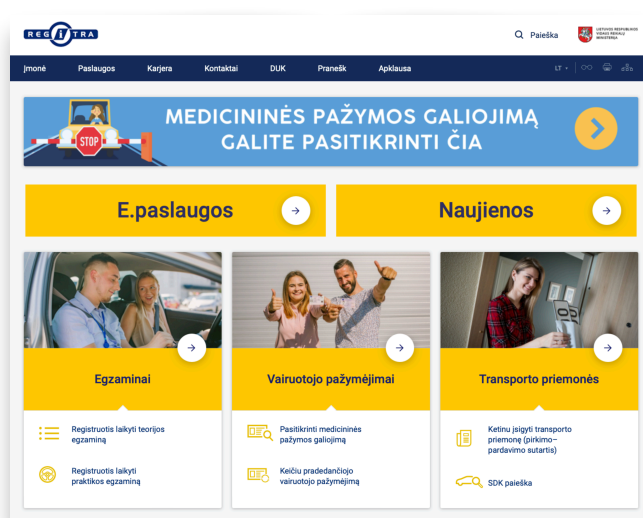 REGITRA
Paieška
LIETUVOS RESPUBLIKOS
VIDAUS REIKALŲ
MINISTERIJA
Įmonė Paslaugos Karjera Kontaktai DUK Pranešk Apklausa LT
STOP
MEDICININĖS PAŽYMOS GALIOJIMĄ
GALITE PASITIKRINTI ČIA
E.paslaugos
Naujienos
Egzaminai
Registruotis laikyti teorijos
egzaminą
Registruotis laikyti
praktikos egzaminą
Vairuotojo pažymėjimai
Pasitikrinti medicininės
pažymos galiojimą
Keičiu pradedančiojo
vairuotojo pažymėjimą
Transporto priemonės
Ketinu įsigyti transporto
priemonę (pirkimo–
pardavimo sutartis)
SDK paieška